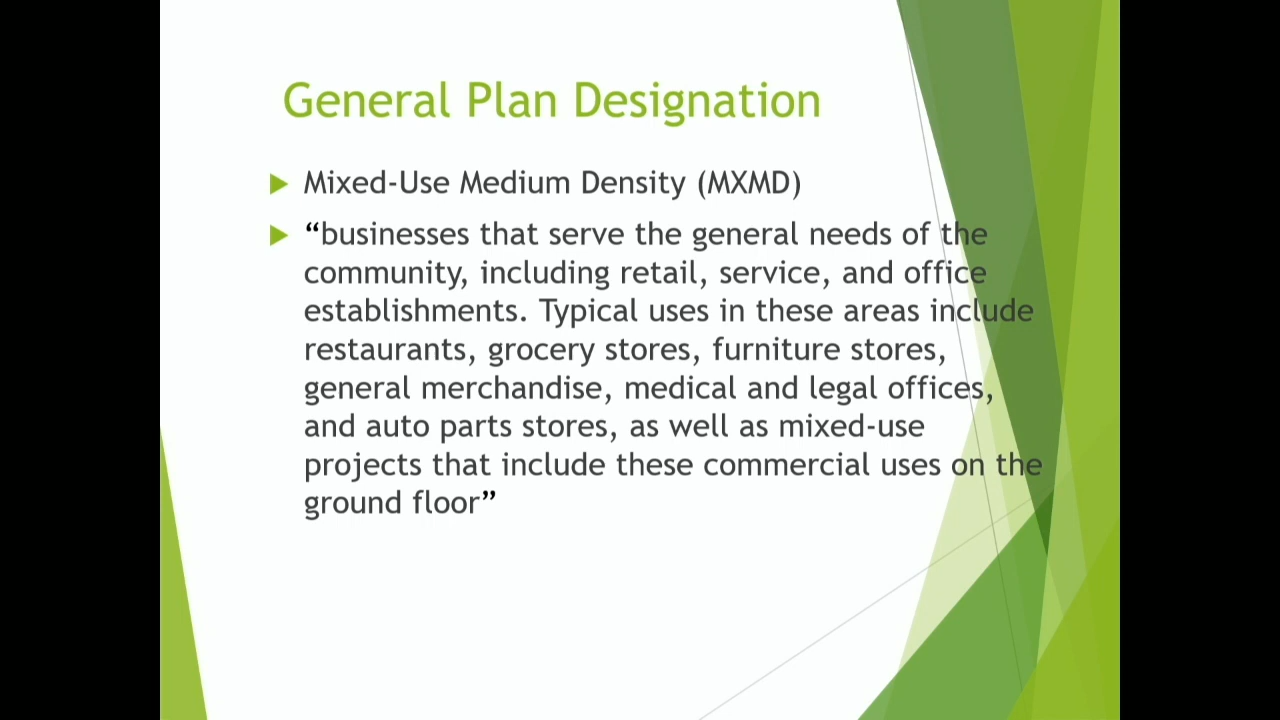 General Plan Designation
Mixed-Use Medium Density (MXMD)
“businesses that serve the general needs of the
community, including retail, service, and office
establishments. Typical uses in these areas include
restaurants, grocery stores, furniture stores,
general merchandise, medical and legal offices,
and auto parts stores, as well as mixed-use
projects that include these commercial uses on the
ground floor”